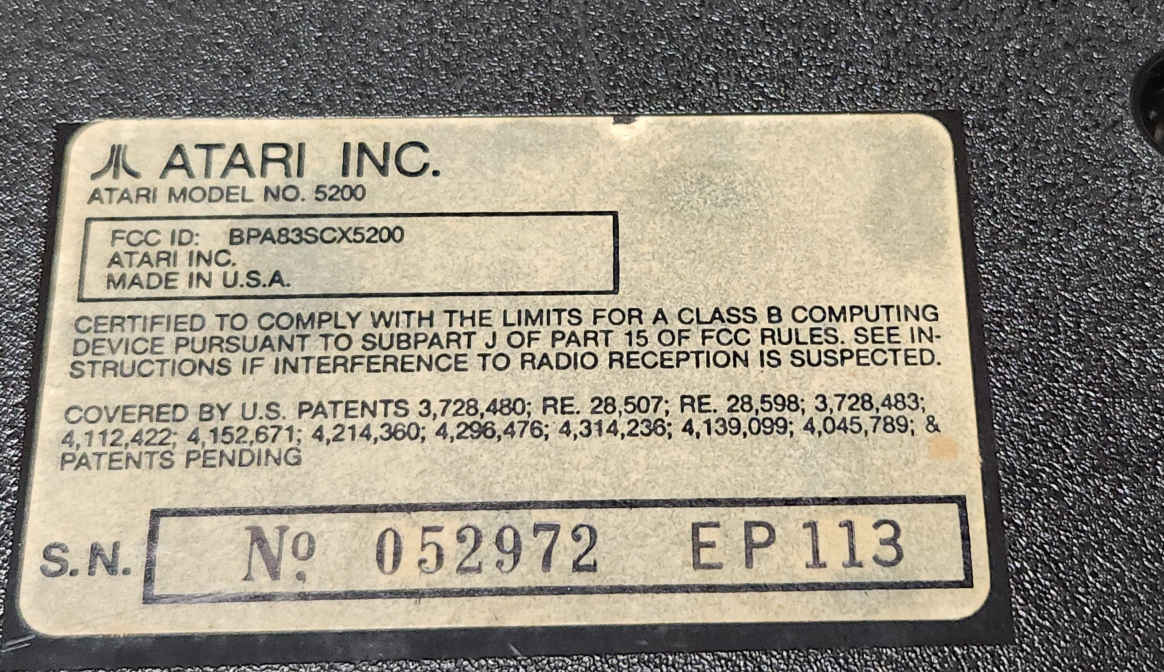 ATARI INC.
ATARI MODEL NO. 5200
FCC ID: BPA83SCX5200
ATARI INC.
MADE IN U.S.A.
CERTIFIED TO COMPLY WITH THE LIMITS FOR A CLASS B COMPUTING
DEVICE PURSUANT TO SUBPART J OF PART 15 OF FCC RULES. SEE IN-
STRUCTIONS IF INTERFERENCE TO RADIO RECEPTION IS SUSPECTED.
COVERED BY U.S. PATENTS 3,728,480; RE. 28,507; RE. 28,598; 3,728,483;
4,112,422; 4,152,671; 4,214,360; 4,296,476; 4,314,236; 4,139,099; 4,045,789; &
PATENTS PENDING
S.N. Nº 052972 EP113